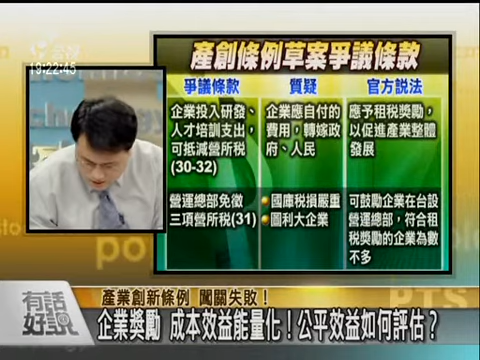 19:22:45
產創條例草案爭議條款
爭議條款
質疑
官方說法
企業投入研發、
人才培訓支出,
可抵減營所稅
(30-32)
企業應自付的
費用,轉嫁政
府、人民
應予租稅獎勵,
以促進產業整體
發展
營運總部免徵
三項營所稅(31)
國庫稅損嚴重
圖利大企業
可鼓勵企業在台設
營運總部,符合租
稅獎勵的企業為數
不多
有話
好說
產業創新條例 闖關失敗!
企業獎勵 成本效益能量化!公平效益如何評估?
PTS